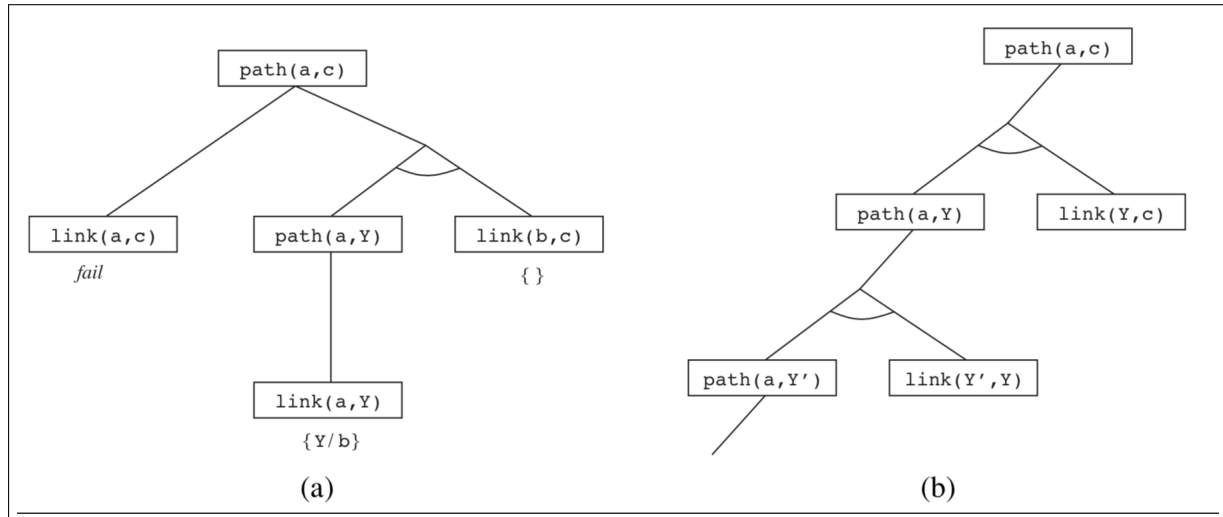 path(a,c)
link(a,c)
fail
path(a,Y)
link(b,c)
{ }
link(a,Y)
{Y/b}
(a)
path(a,c)
path(a,Y)
link(Y,c)
path(a,Y’)
link(Y’,Y)
(b)